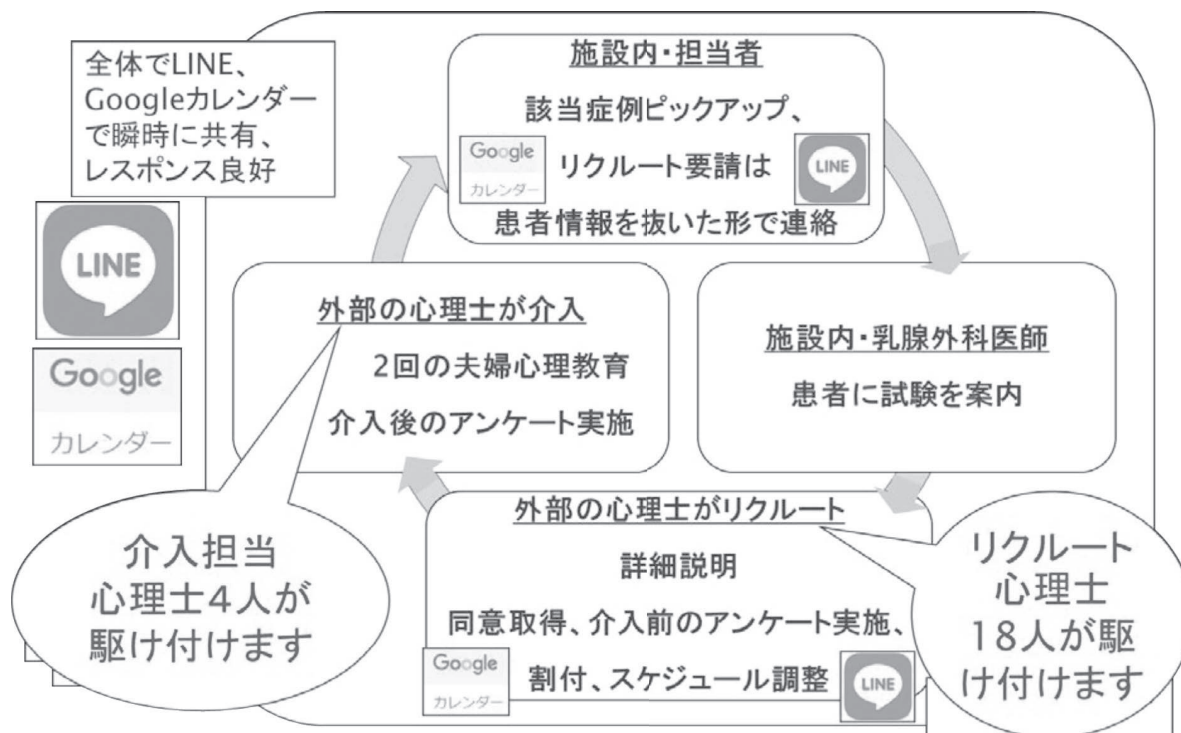 全体でLINE、
Googleカレンダー
で瞬時に共有、
レスポンス良好
LINE
Google
カレンダー
施設内・担当者
該当症例ピックアップ、
Google
カレンダー
リクルート要請は
LINE
患者情報を抜いた形で連絡
施設内・乳腺外科医師
患者に試験を案内
外部の心理士がリクルート
詳細説明
同意取得、介入前のアンケート実施、
Google
カレンダー
割付、スケジュール調整
LINE
リクルート
心理士
18人が駆
け付けます
外部の心理士が介入
2回の夫婦心理教育
介入後のアンケート実施
介入担当
心理士4人が
駆け付けます